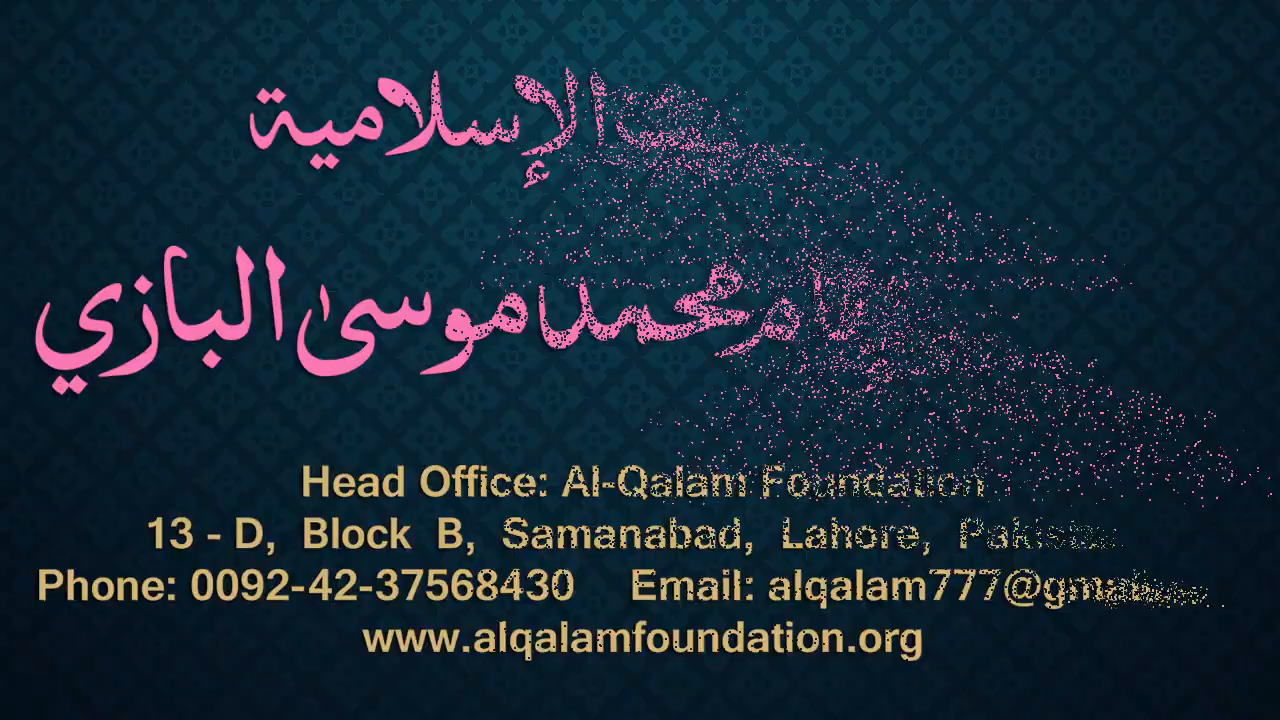 الإسلامية
محمد موسىٰ البازي
Head Office: Al-Qalam Foundation
13 - D, Block B, Samanabad, Lahore, Pakistan
Phone: 0092-42-37568430 Email:
www.alqalamfoundation.org